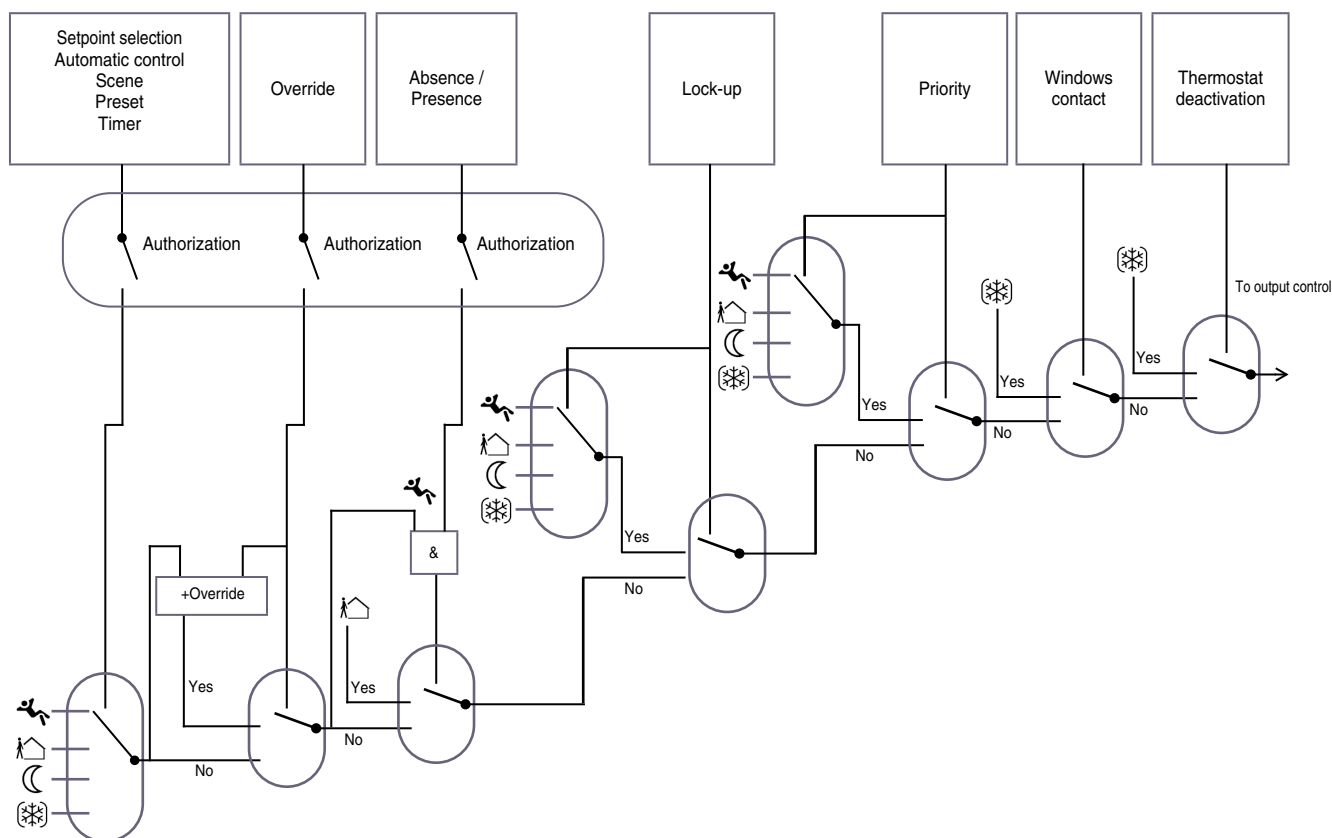 Setpoint selection
Automatic control
Scene
Preset
Timer
Override
Absence /
Presence
Lock-up
Priority
Windows
contact
Thermostat
deactivation
Authorization
Authorization
Authorization
To output control
Yes
Yes
Yes
No
No
No
Yes
&
No
+Override
Yes
Yes
No
No